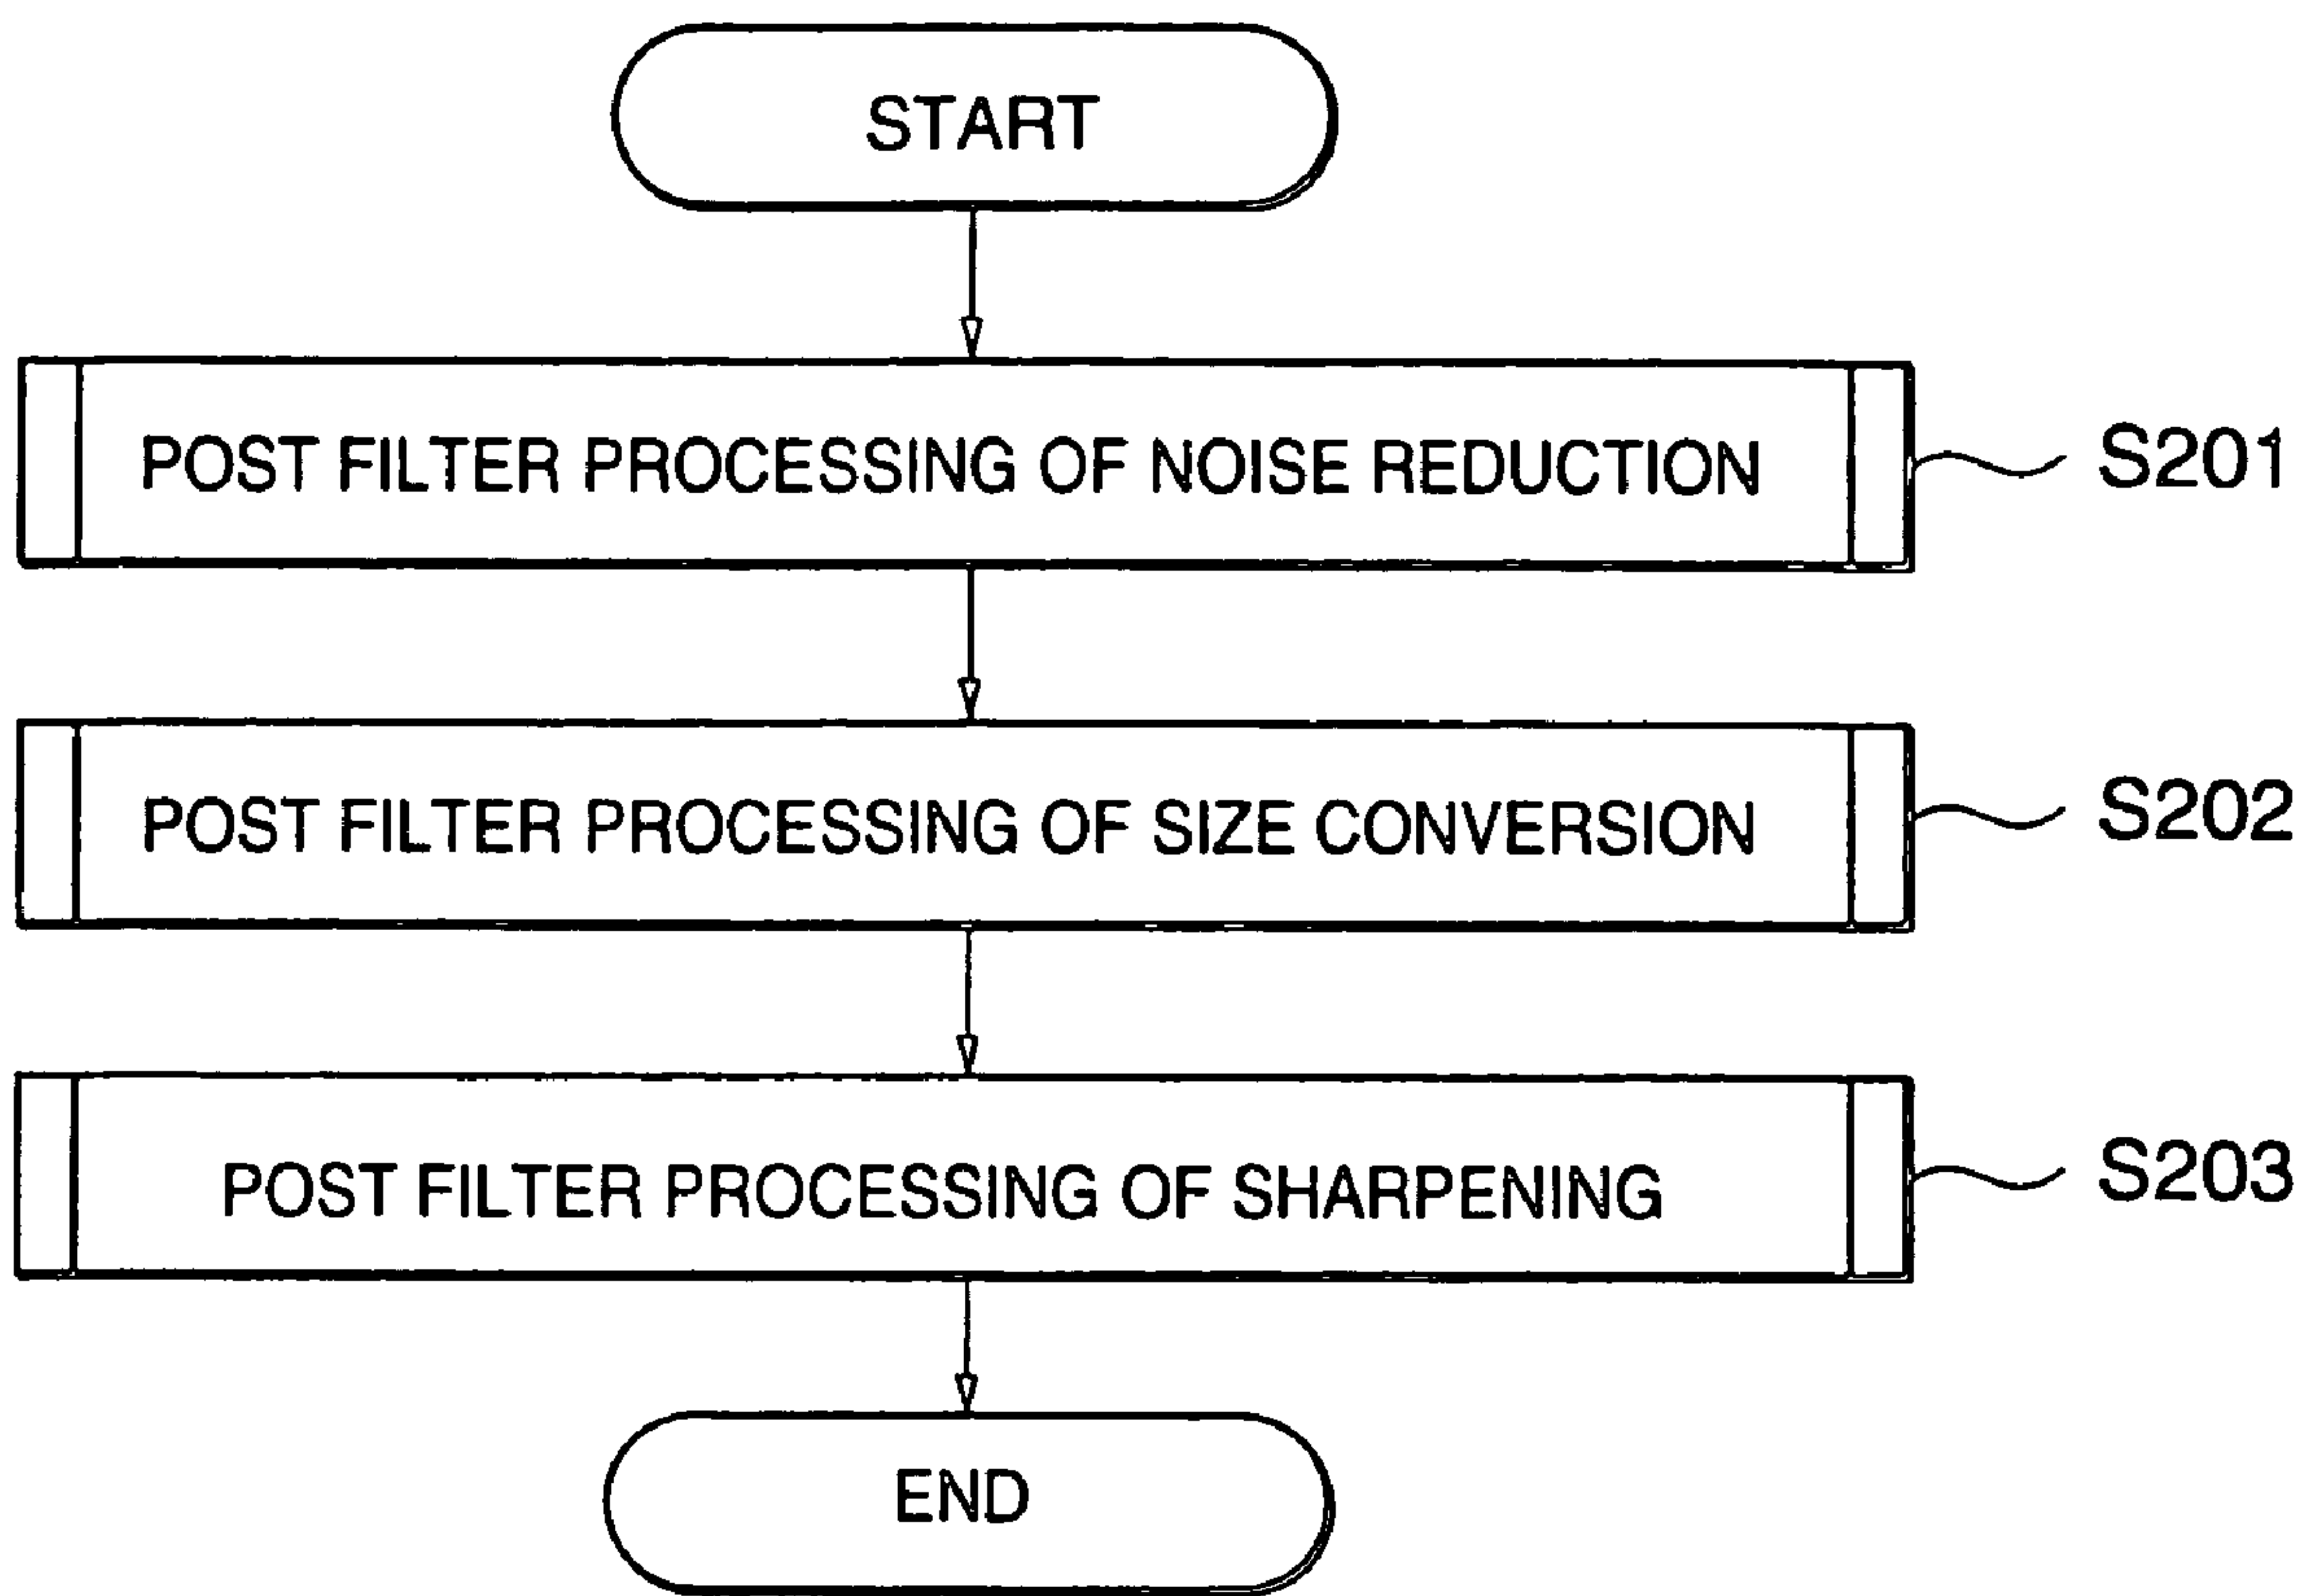 START
POST FILTER PROCESSING OF NOISE REDUCTION
S201
POST FILTER PROCESSING OF SIZE CONVERSION
S202
POST FILTER PROCESSING OF SHARPENING
S203
END